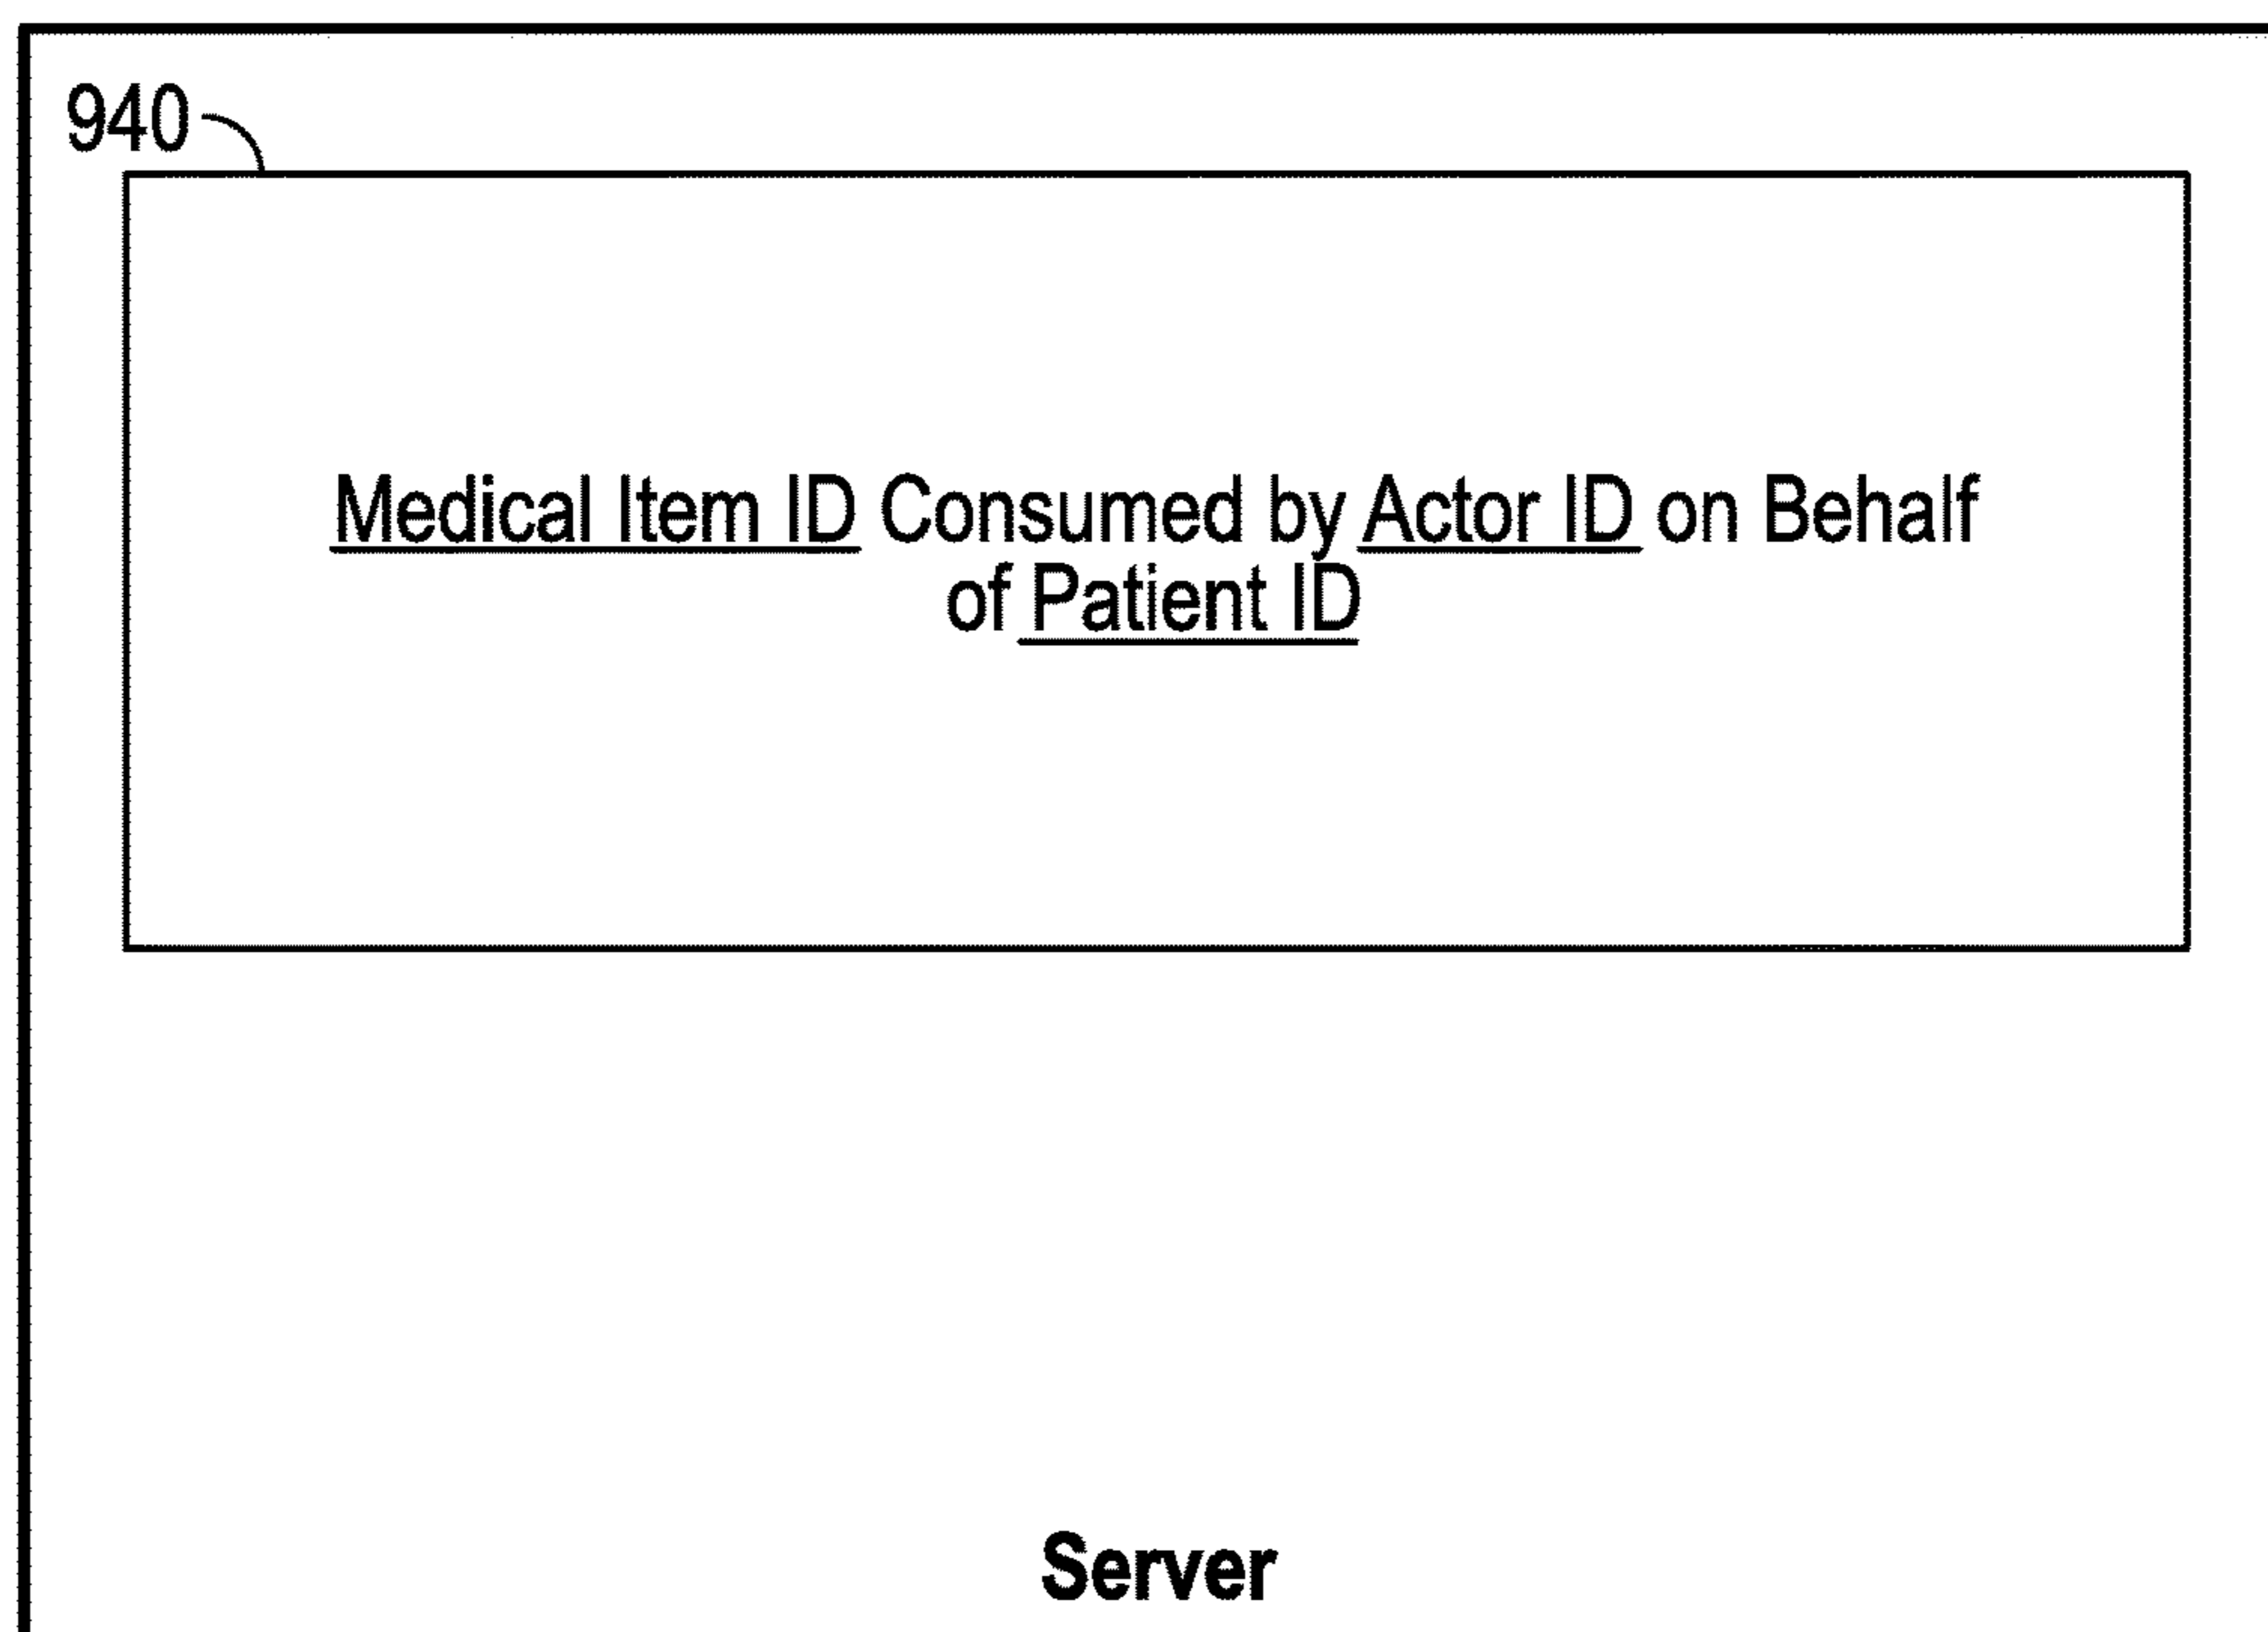 940
Medical Item ID Consumed by Actor ID on Behalf
of Patient ID
Server